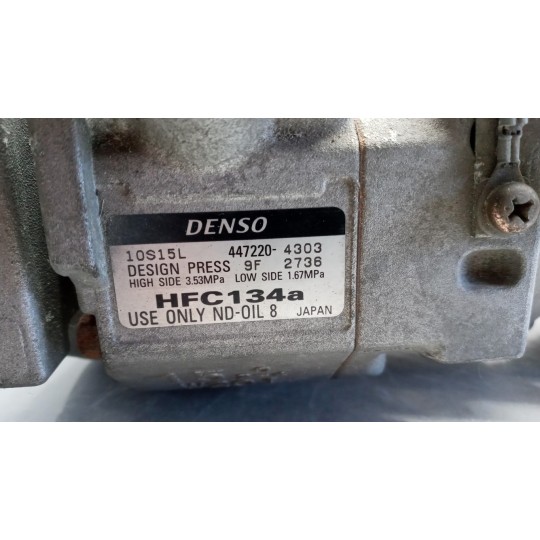 DENSO
10S15L 447220-4303
DESIGN PRESS 9F 2736
HIGH SIDE 3.53MPa LOW SIDE 1.67MPa
HFC134a
USE ONLY ND-OIL 8 JAPAN